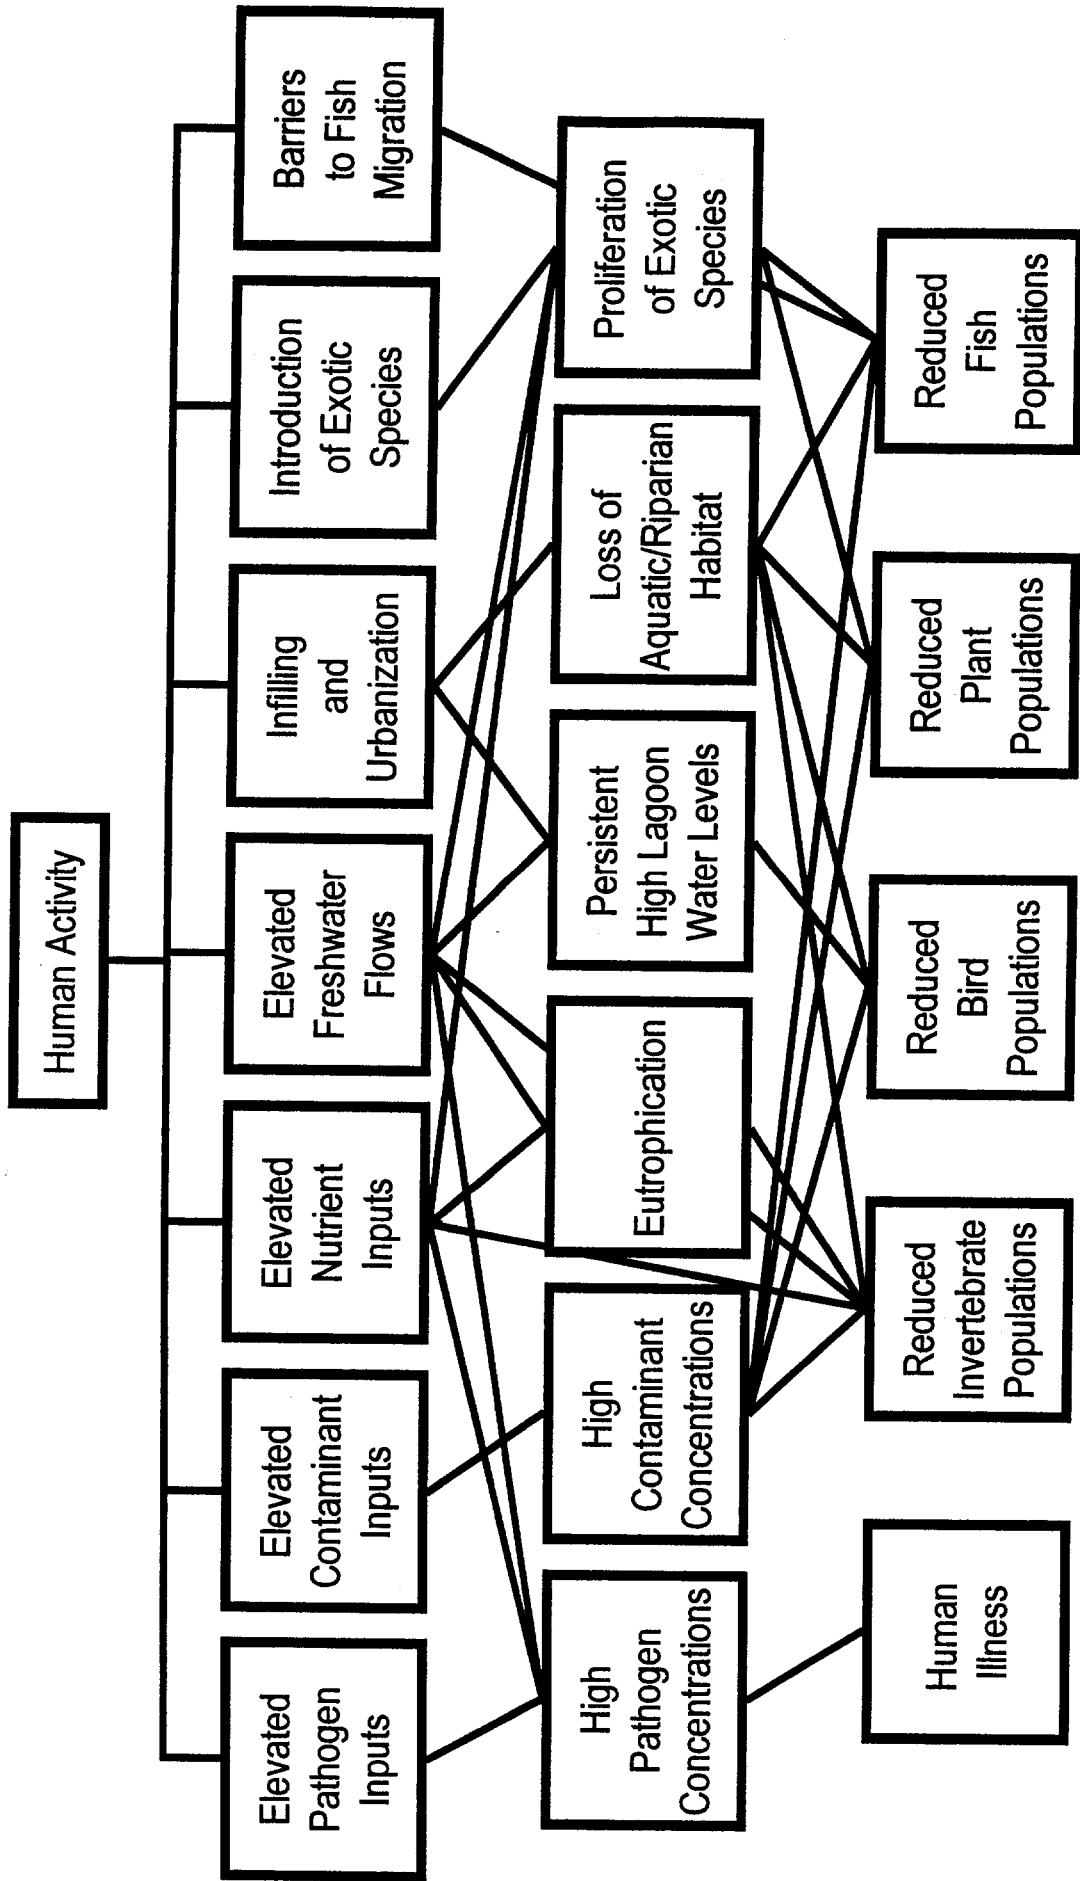 Human Activity
Elevated
Pathogen
Inputs
Elevated
Contaminant
Inputs
Elevated
Nutrient
Inputs
Elevated
Freshwater
Flows
Infilling
and
Urbanization
Introduction
of Exotic
Species
Barriers
to Fish
Migration
High
Pathogen
Concentrations
High
Contaminant
Concentrations
Eutrophication
Persistent
High Lagoon
Water Levels
Loss of
Aquatic/Riparian
Habitat
Proliferation
of Exotic
Species
Human
Illness
Reduced
Invertebrate
Populations
Reduced
Bird
Populations
Reduced
Plant
Populations
Reduced
Fish
Populations